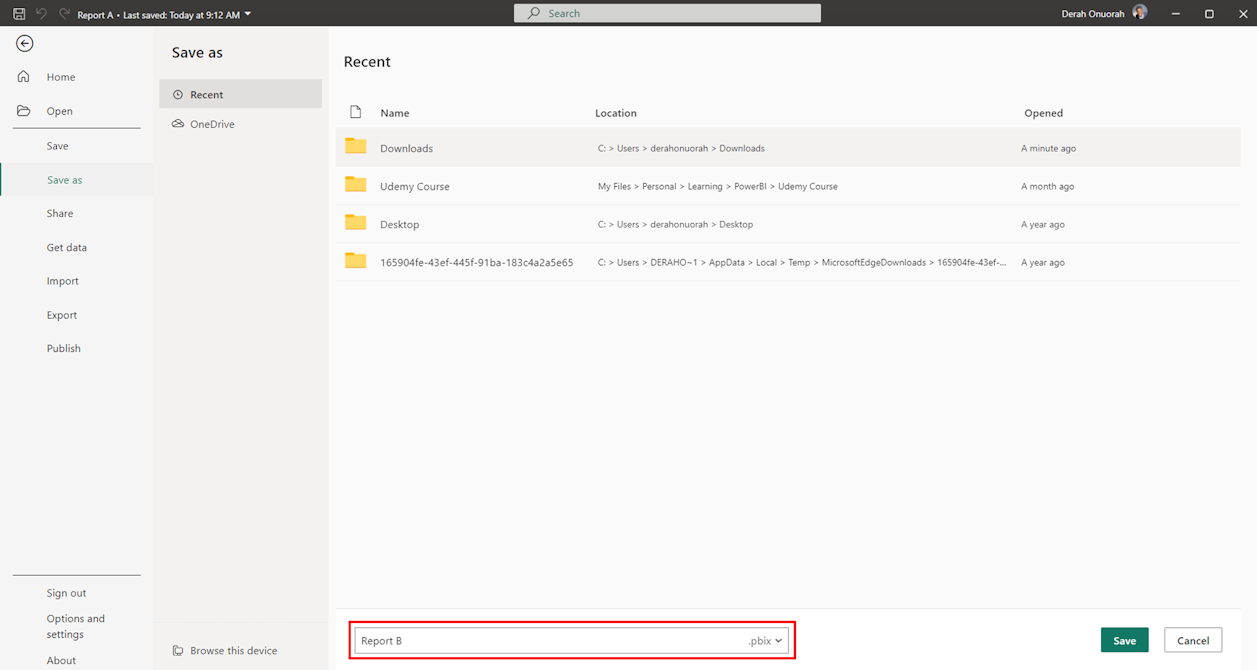 Report A • Last saved: Today at 9:12 AM
Search
Derah Onuorah
Home
Open
Save
Save as
Share
Get data
Import
Export
Publish
Sign out
Options and
settings
About
Save as
Recent
OneDrive
Browse this device
Recent
Name Location Opened
Downloads C: > Users > derahonuorah > Downloads A minute ago
Udemy Course My Files > Personal > Learning > PowerBI > Udemy Course A month ago
Desktop C: > Users > derahonuorah > Desktop A year ago
165904fe-43ef-445f-91ba-183c4a2a5e65 C: > Users > DERAHO~1 > AppData > Local > Temp > MicrosoftEdgeDownloads > 165904fe-43ef-... A year ago
Report B .pbix
Save Cancel